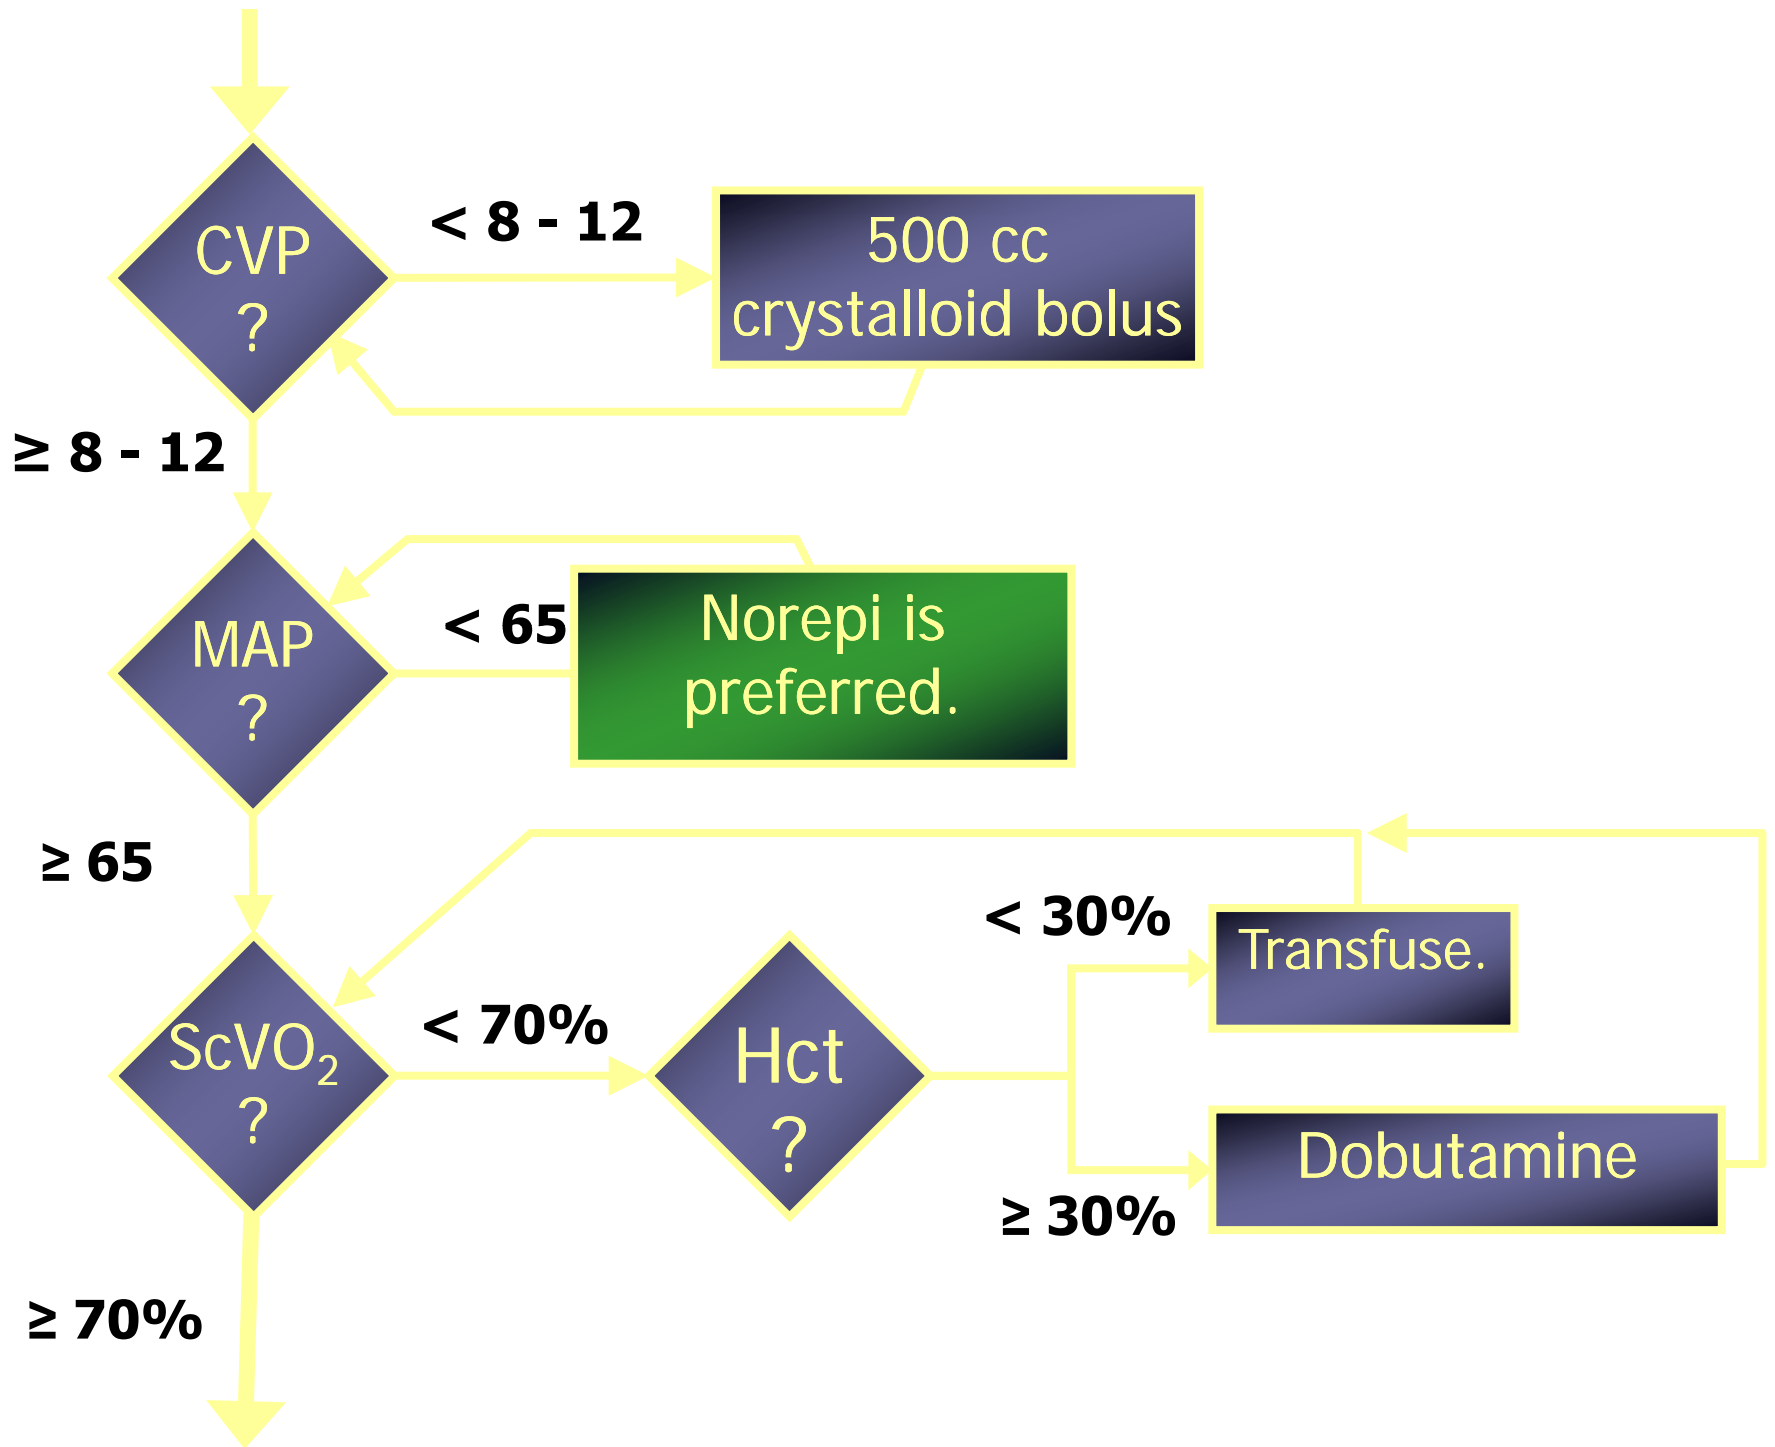 CVP
?
< 8 - 12
500 cc
crystalloid bolus
≥ 8 - 12
MAP
?
< 65
Norepi is
preferred.
≥ 65
ScVO₂
?
< 70%
Hct
?
< 30%
Transfuse.
≥ 30%
Dobutamine
≥ 70%